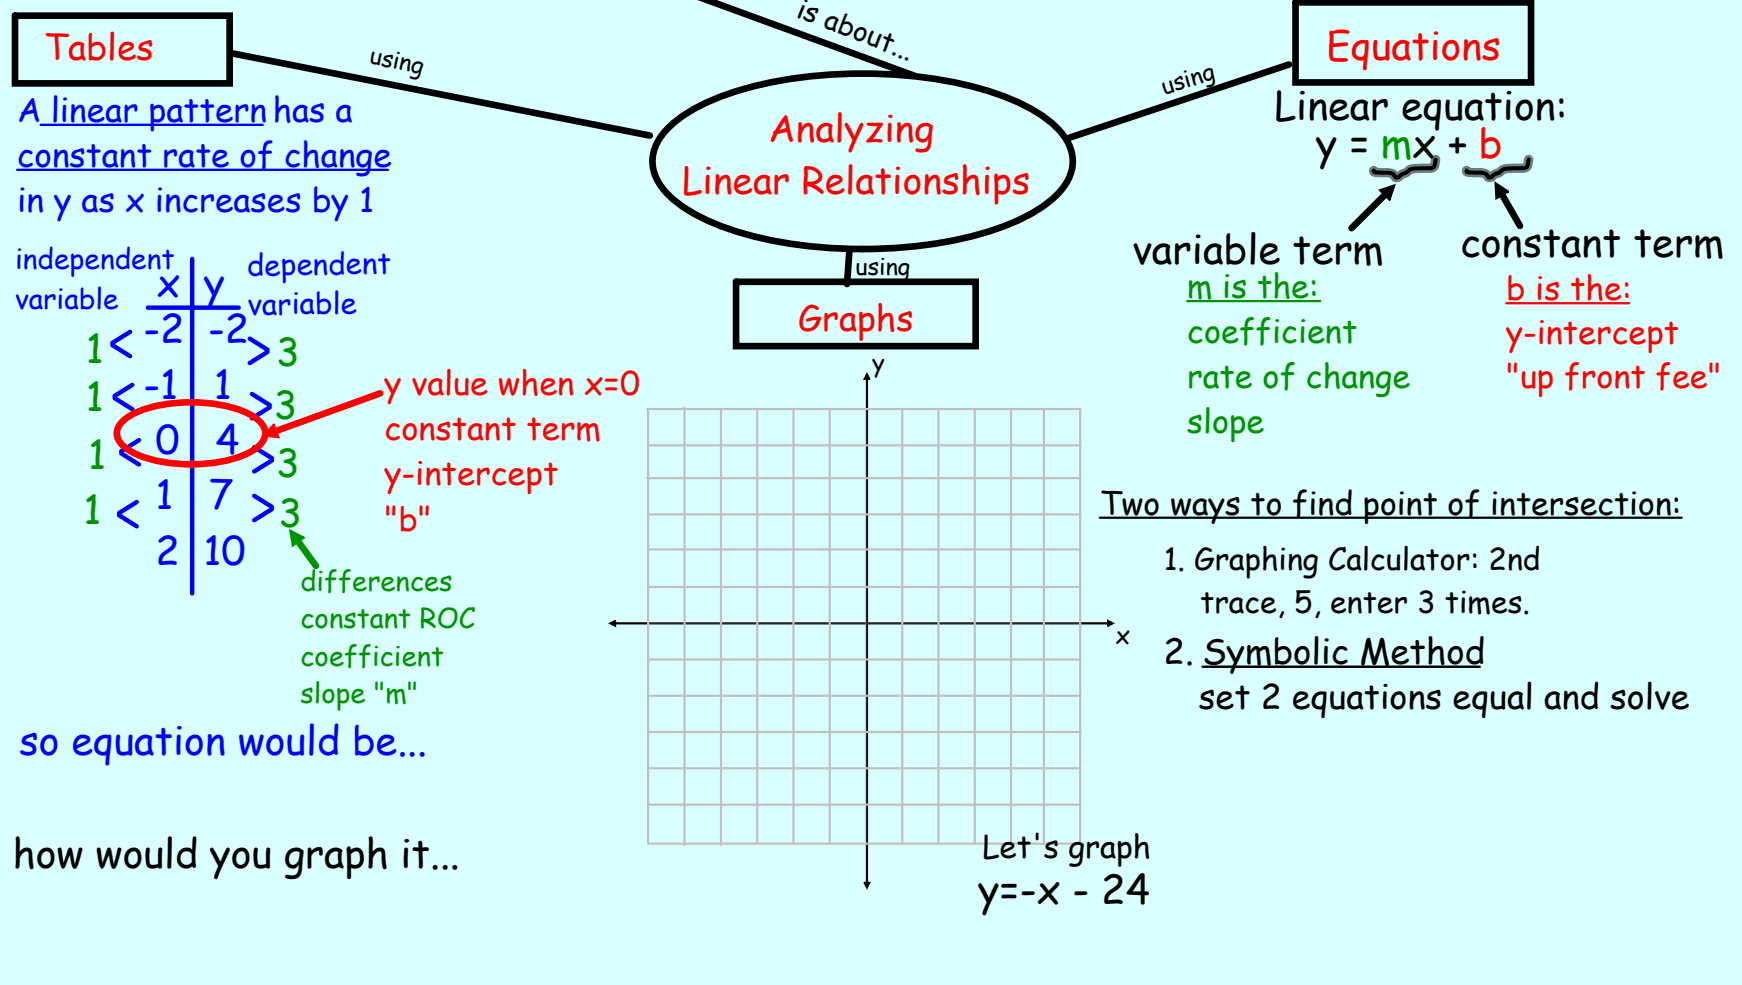 is about...
Tables
using
Analyzing
Linear Relationships
using
Equations
A linear pattern has a
constant rate of change
in y as x increases by 1
independent
variable
dependent
variable
x y
-2 -2
1 < > 3
-1 1
1 < > 3
0 4
1 < > 3
1 7
1 < > 3
2 10
y value when x=0
constant term
y-intercept
"b"
differences
constant ROC
coefficient
slope "m"
so equation would be...
how would you graph it...
using
Graphs
y
x
Let's graph
y=-x - 24
Linear equation:
y = mx + b
variable term
m is the:
coefficient
rate of change
slope
constant term
b is the:
y-intercept
"up front fee"
Two ways to find point of intersection:
1. Graphing Calculator: 2nd
trace, 5, enter 3 times.
2. Symbolic Method
set 2 equations equal and solve